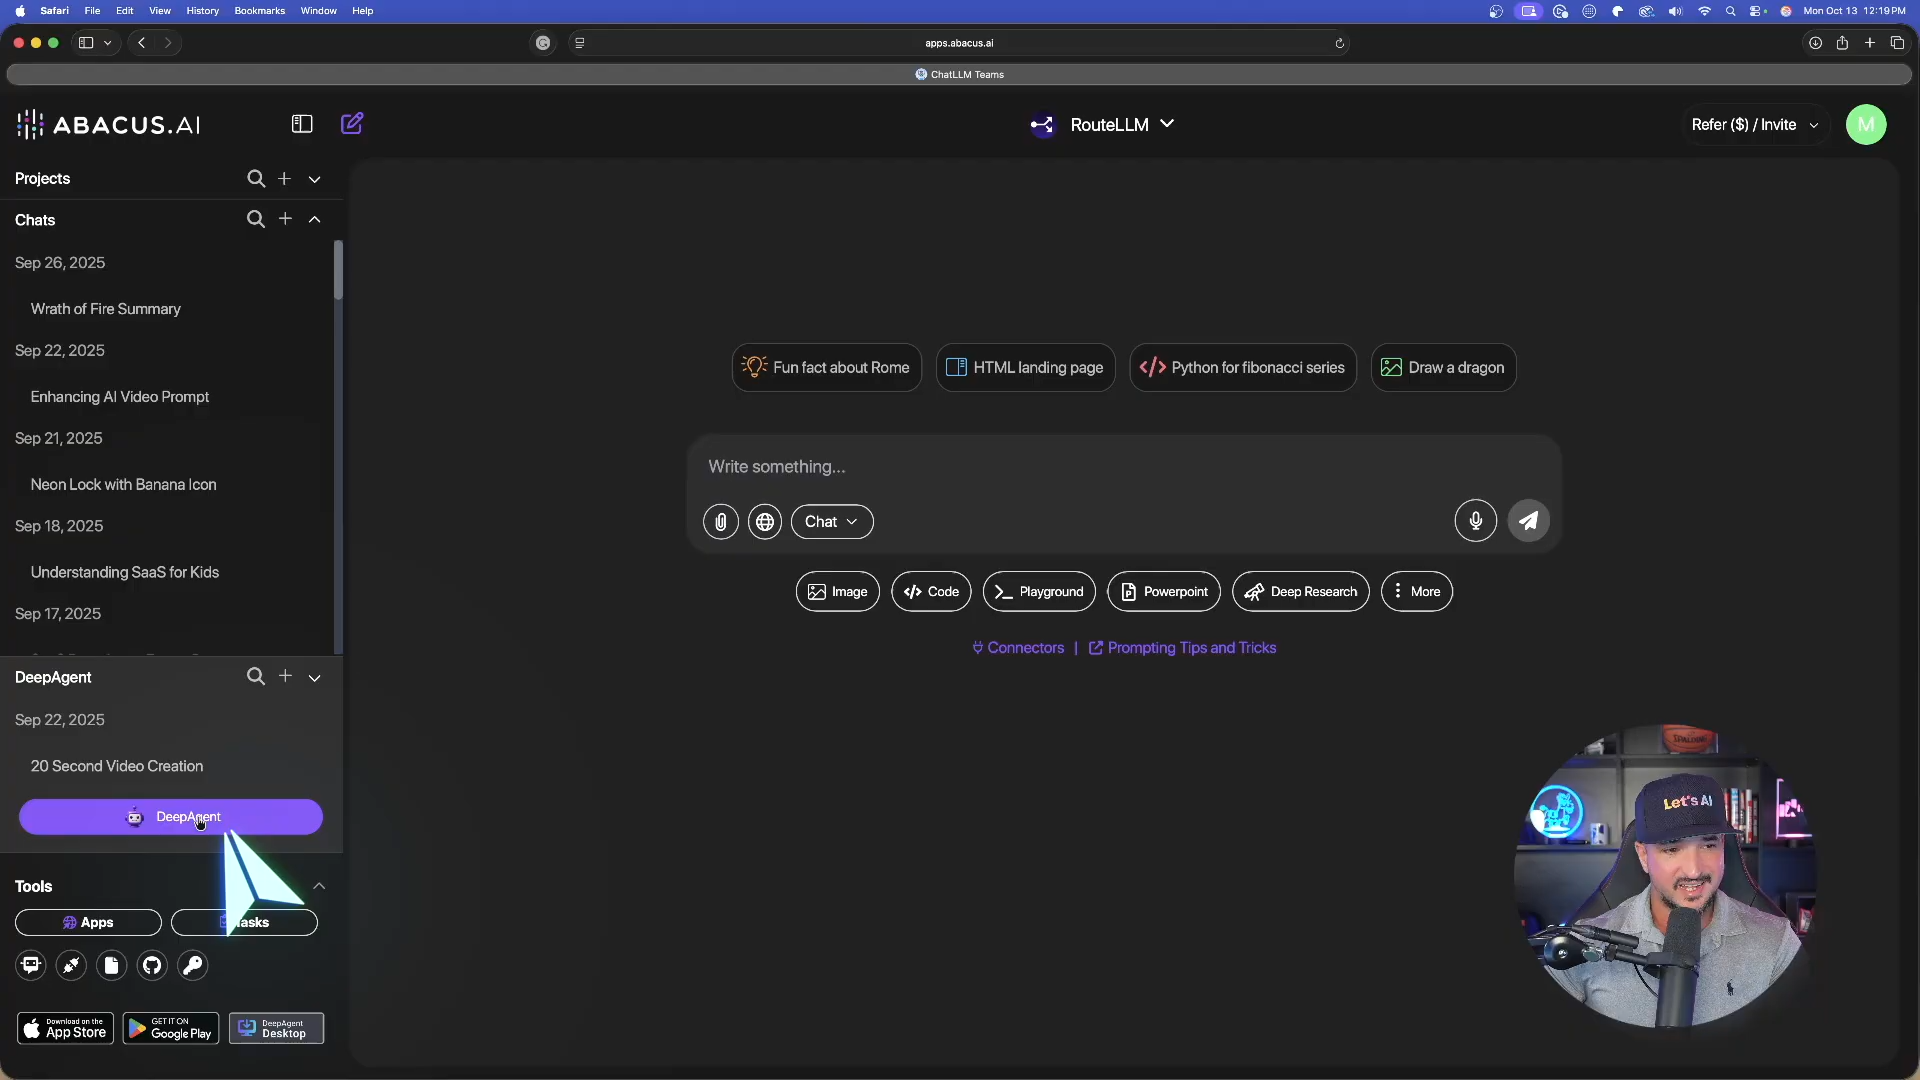 Safari File Edit View History Bookmarks Window Help
Mon Oct 13 12:19 PM
apps.abacus.ai
ChatLLM Teams
ABACUS.AI
RouteLLM
Refer ($) / Invite
M
Projects
Chats
Sep 26, 2025
Wrath of Fire Summary
Sep 22, 2025
Enhancing AI Video Prompt
Sep 21, 2025
Neon Lock with Banana Icon
Sep 18, 2025
Understanding SaaS for Kids
Sep 17, 2025
Fun fact about Rome
HTML landing page
Python for fibonacci series
Draw a dragon
Write something...
Chat
Image
Code
Playground
Powerpoint
Deep Research
More
Connectors | Prompting Tips and Tricks
DeepAgent
Sep 22, 2025
20 Second Video Creation
DeepAgent
Tools
Apps
Tasks
Download on the
App Store
GET IT ON
Google Play
DeepAgent
Desktop
SPALDING
Let's AI